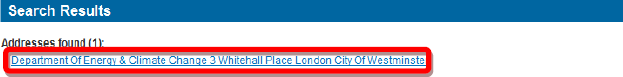 Search Results
Addresses found (1):
Department Of Energy & Climate Change 3 Whitehall Place London City Of Westminste